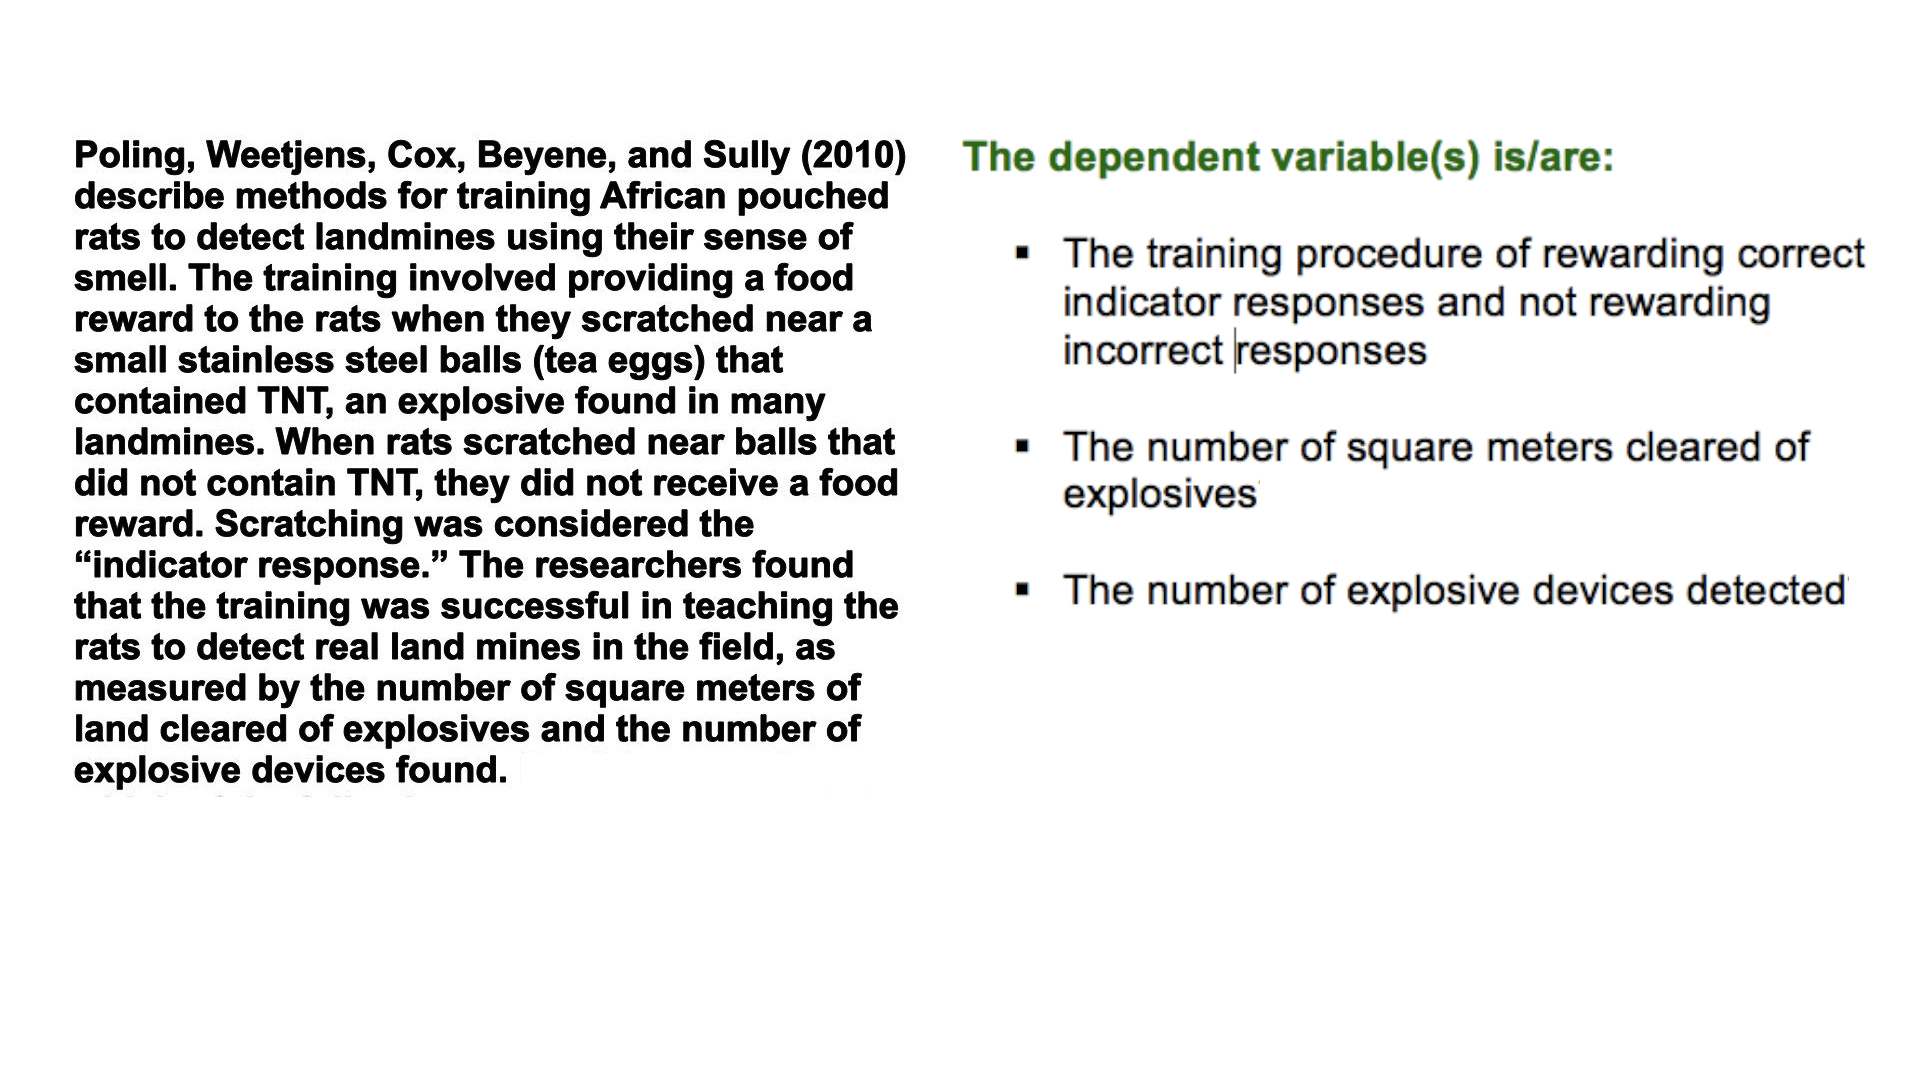 Poling, Weetjens, Cox, Beyene, and Sully (2010)
describe methods for training African pouched
rats to detect landmines using their sense of
smell. The training involved providing a food
reward to the rats when they scratched near a
small stainless steel balls (tea eggs) that
contained TNT, an explosive found in many
landmines. When rats scratched near balls that
did not contain TNT, they did not receive a food
reward. Scratching was considered the
“indicator response.” The researchers found
that the training was successful in teaching the
rats to detect real land mines in the field, as
measured by the number of square meters of
land cleared of explosives and the number of
explosive devices found.
The dependent variable(s) is/are:
▪ The training procedure of rewarding correct
indicator responses and not rewarding
incorrect responses
▪ The number of square meters cleared of
explosives
▪ The number of explosive devices detected